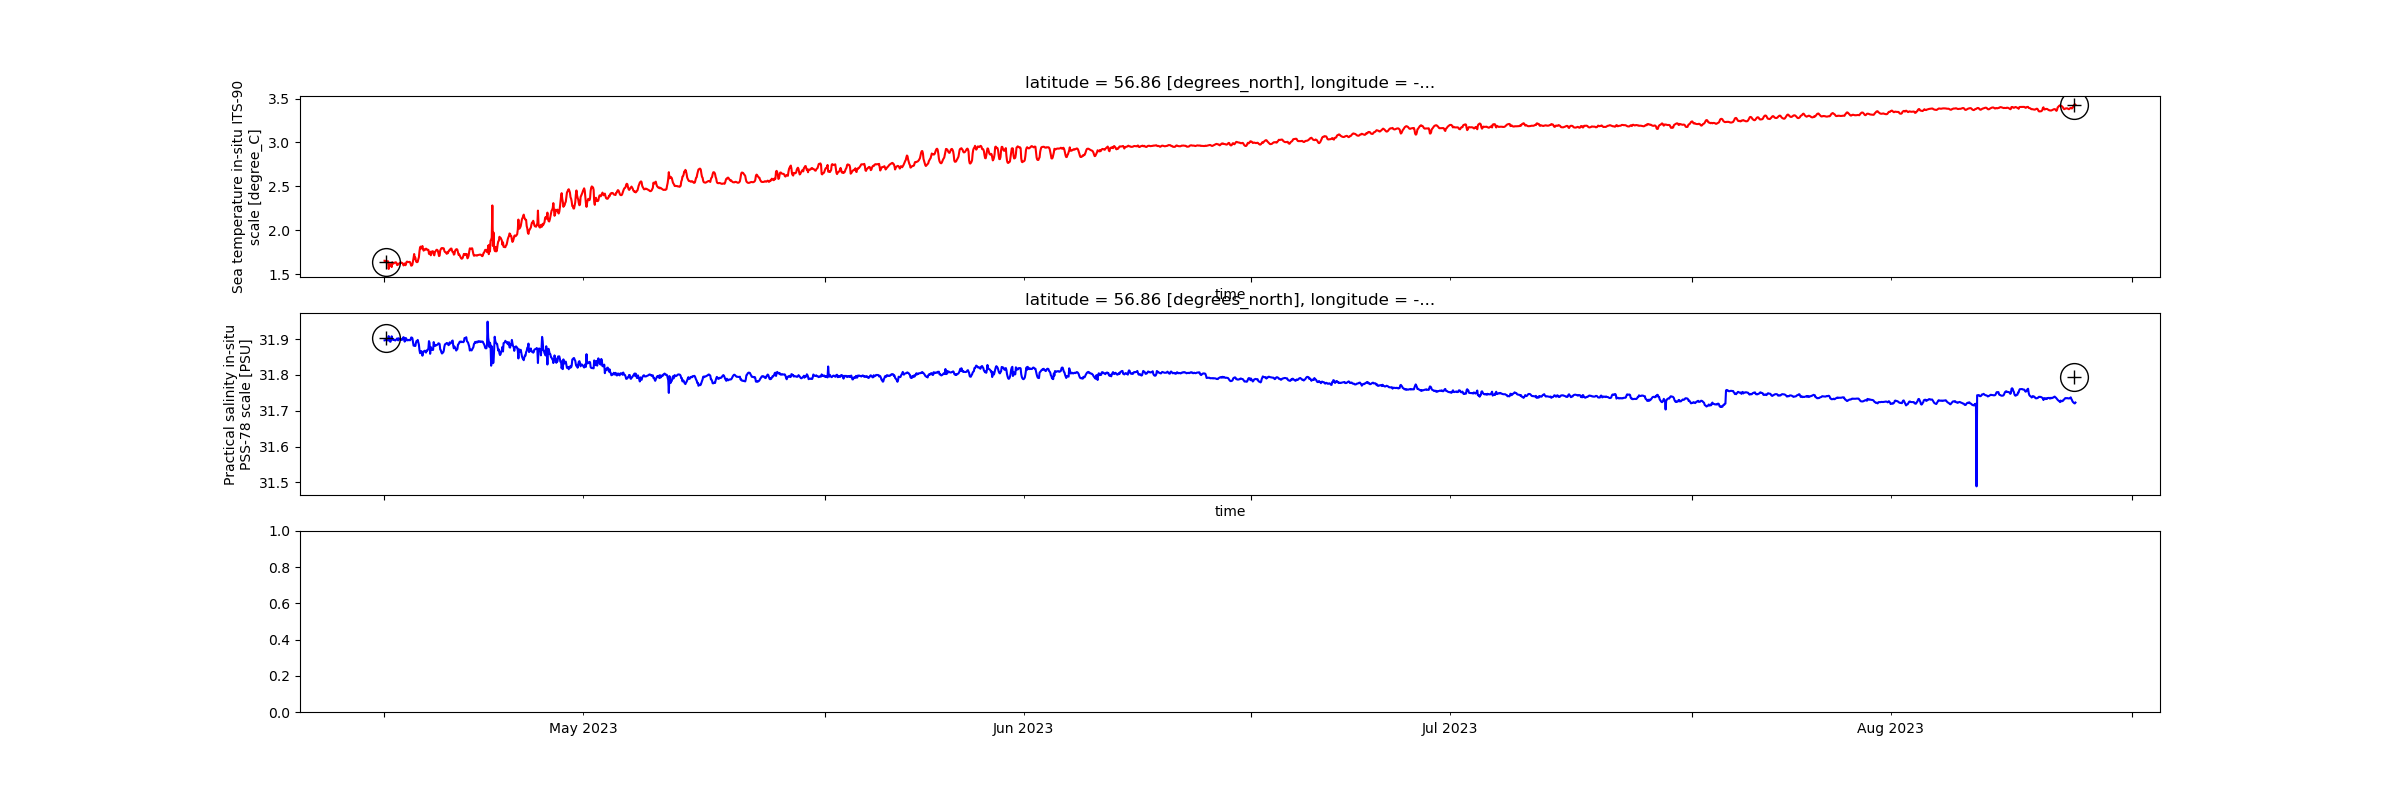 latitude = 56.86 [degrees_north], longitude = -...
Sea temperature in-situ ITS-90
scale [degree_C]
3.5
3.0
2.5
2.0
1.5
time
latitude = 56.86 [degrees_north], longitude = -...
Practical salinity in-situ
PSS-78 scale [PSU]
31.9
31.8
31.7
31.6
31.5
time
1.0
0.8
0.6
0.4
0.2
0.0
May 2023
Jun 2023
Jul 2023
Aug 2023